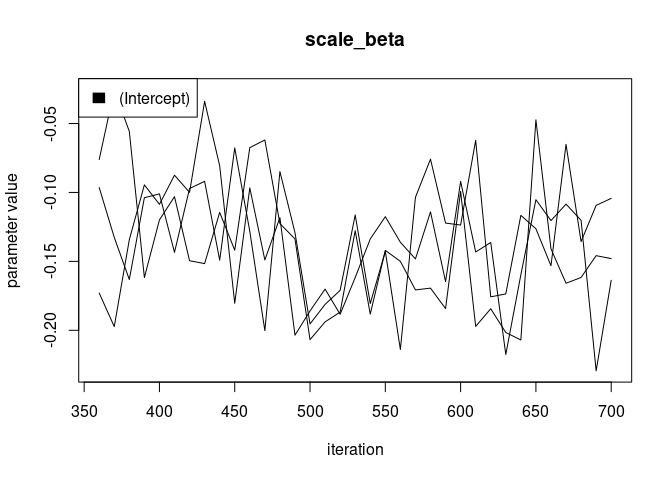 scale_beta
(Intercept)
parameter value
-0.05
-0.10
-0.15
-0.20
350 400 450 500 550 600 650 700
iteration